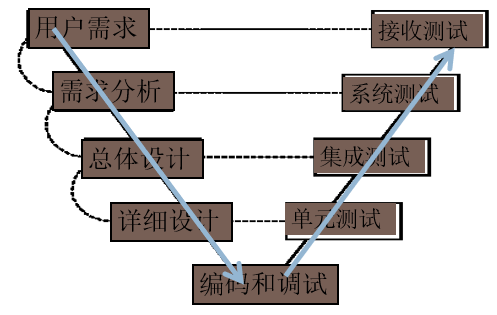 用户需求
接收测试
需求分析
系统测试
总体设计
集成测试
详细设计
单元测试
编码和调试